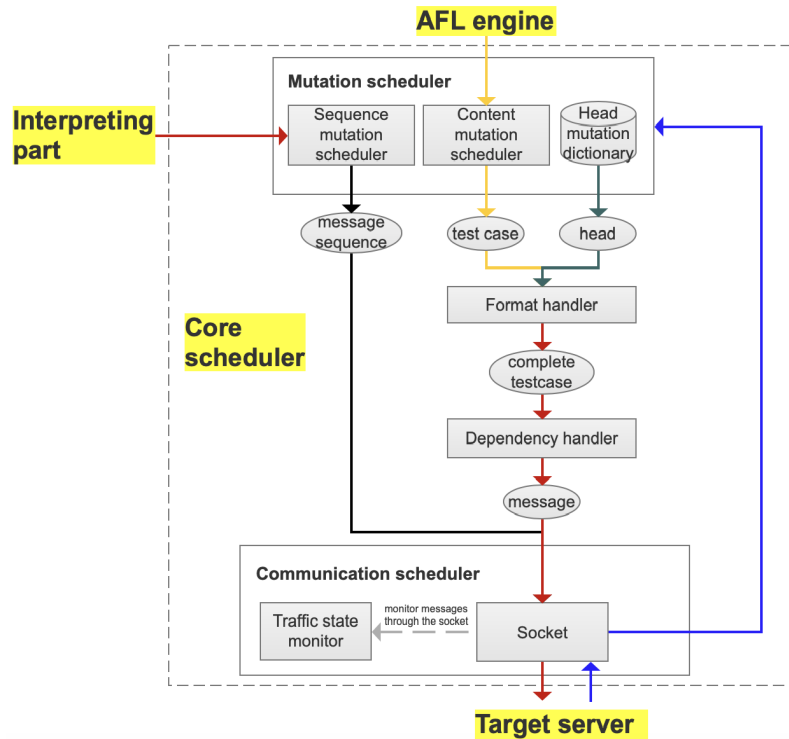 AFL engine
Mutation scheduler
Interpreting
part
Sequence
mutation
scheduler
Content
mutation
scheduler
Head
mutation
dictionary
message
sequence
test case
head
Format handler
Core
scheduler
complete
testcase
Dependency handler
message
Communication scheduler
Traffic state
monitor
monitor messages
through the socket
Socket
Target server